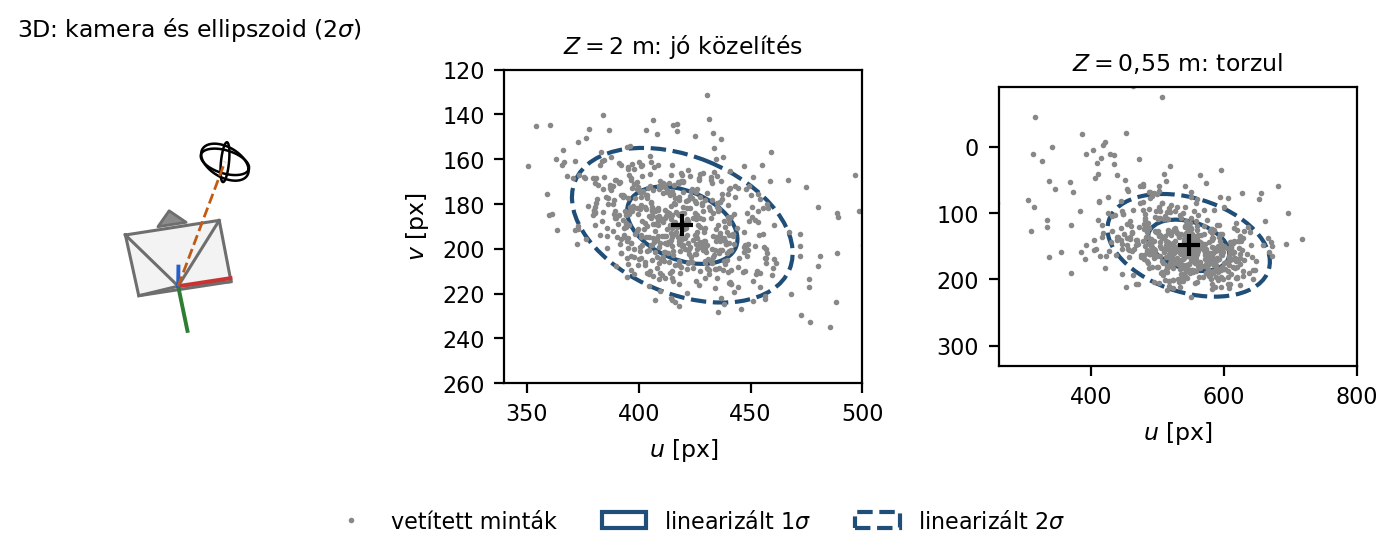 3D: kamera és ellipszoid (2σ)
Z = 2 m: jó közelítés
120
140
160
180
200
220
240
260
v [px]
350
400
450
500
u [px]
Z = 0,55 m: torzul
0
100
200
300
400
600
800
u [px]
vetített minták
linearizált 1σ
linearizált 2σ